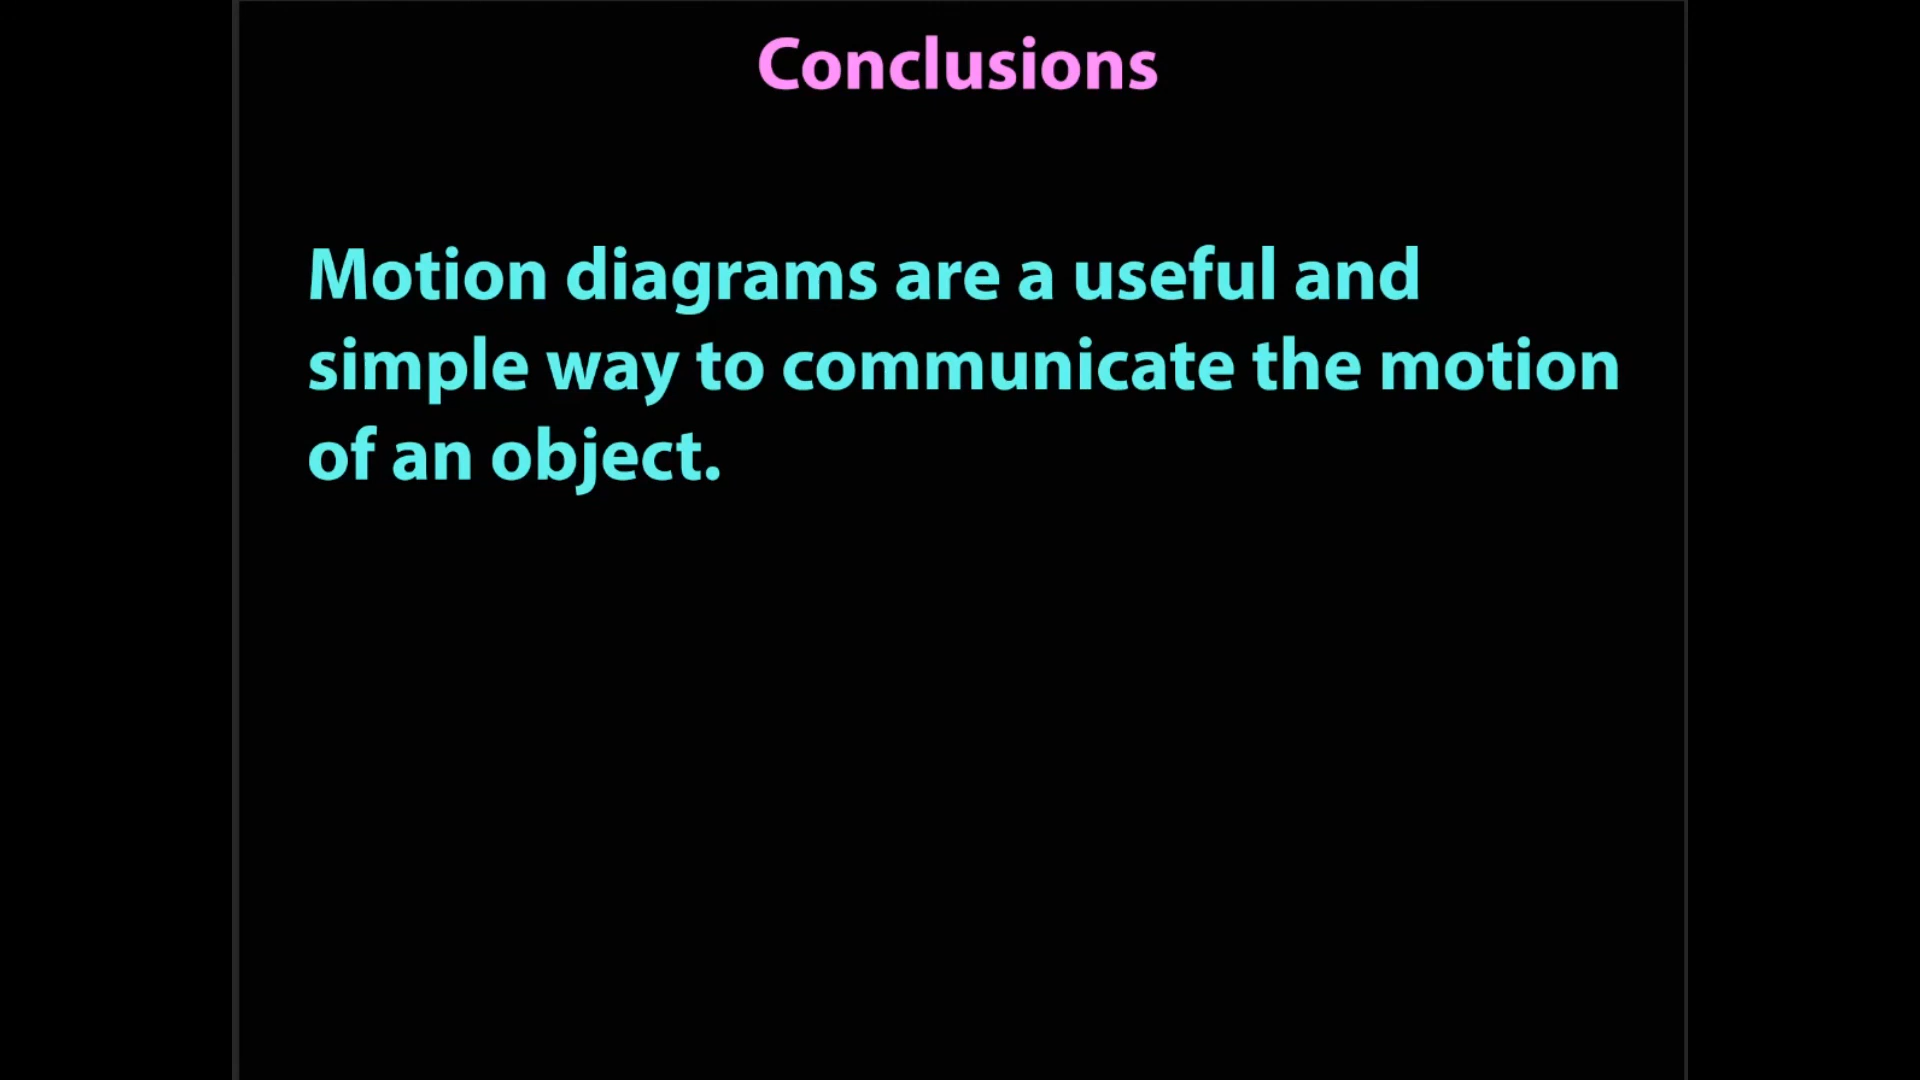 Conclusions
Motion diagrams are a useful and
simple way to communicate the motion
of an object.